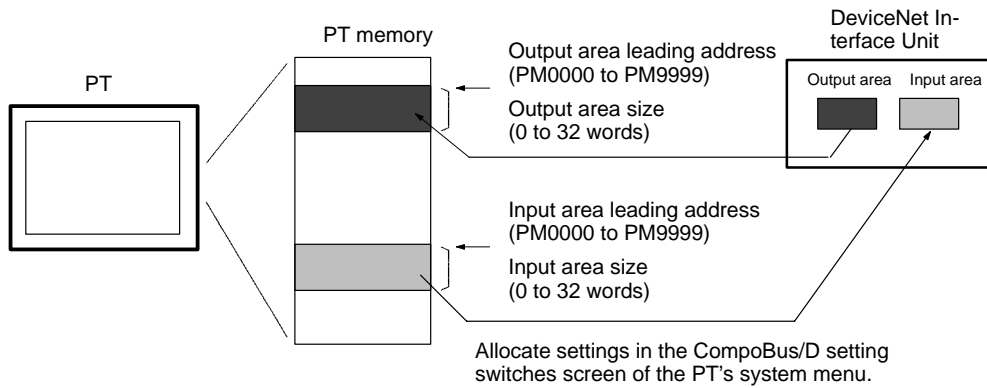 DeviceNet In-
terface Unit
PT memory
Output area leading address
(PM0000 to PM9999)
Output area
Input area
PT
Output area size
(0 to 32 words)
Input area leading address
(PM0000 to PM9999)
Input area size
(0 to 32 words)
Allocate settings in the CompoBus/D setting
switches screen of the PT's system menu.